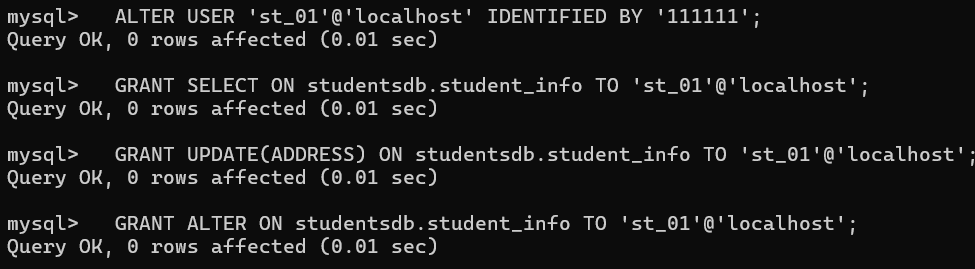 mysql>   ALTER USER 'st_01'@'localhost' IDENTIFIED BY '111111';
Query OK, 0 rows affected (0.01 sec)
mysql>   GRANT SELECT ON studentsdb.student_info TO 'st_01'@'localhost';
Query OK, 0 rows affected (0.01 sec)
mysql>   GRANT UPDATE(ADDRESS) ON studentsdb.student_info TO 'st_01'@'localhost';
Query OK, 0 rows affected (0.01 sec)
mysql>   GRANT ALTER ON studentsdb.student_info TO 'st_01'@'localhost';
Query OK, 0 rows affected (0.01 sec)